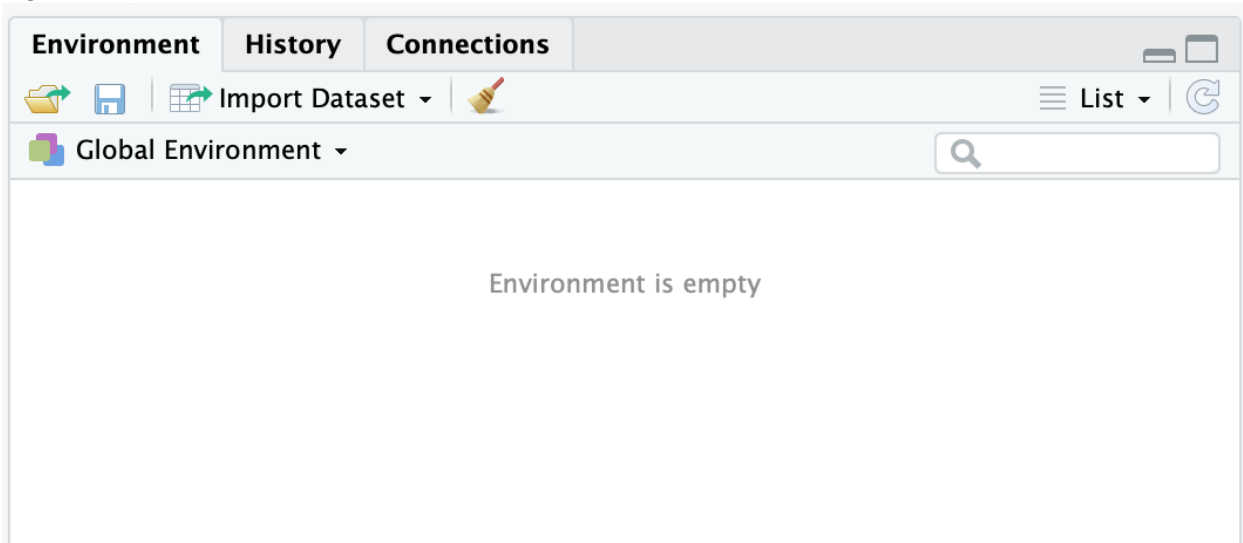 Environment History Connections
Import Dataset List
Global Environment
Environment is empty